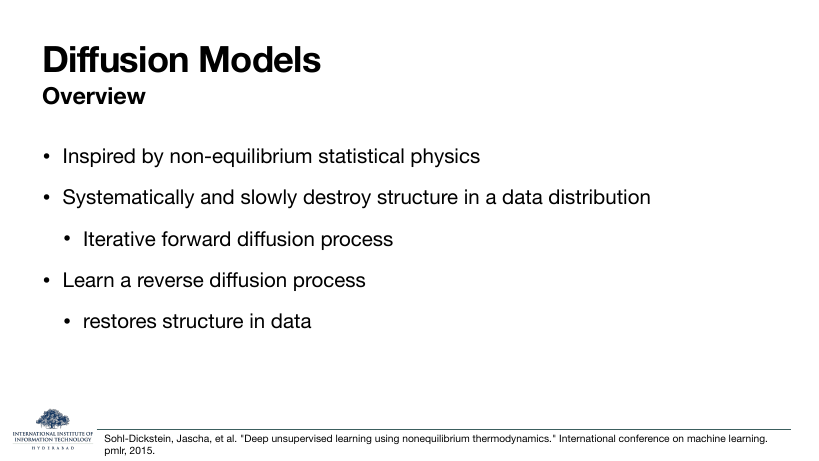 Diffusion Models
Overview
• Inspired by non-equilibrium statistical physics
• Systematically and slowly destroy structure in a data distribution
• Iterative forward diffusion process
• Learn a reverse diffusion process
• restores structure in data
INTERNATIONAL INSTITUTE OF
INFORMATION TECHNOLOGY
HYDERABAD
Sohl-Dickstein, Jascha, et al. "Deep unsupervised learning using nonequilibrium thermodynamics." International conference on machine learning.
pmlr, 2015.